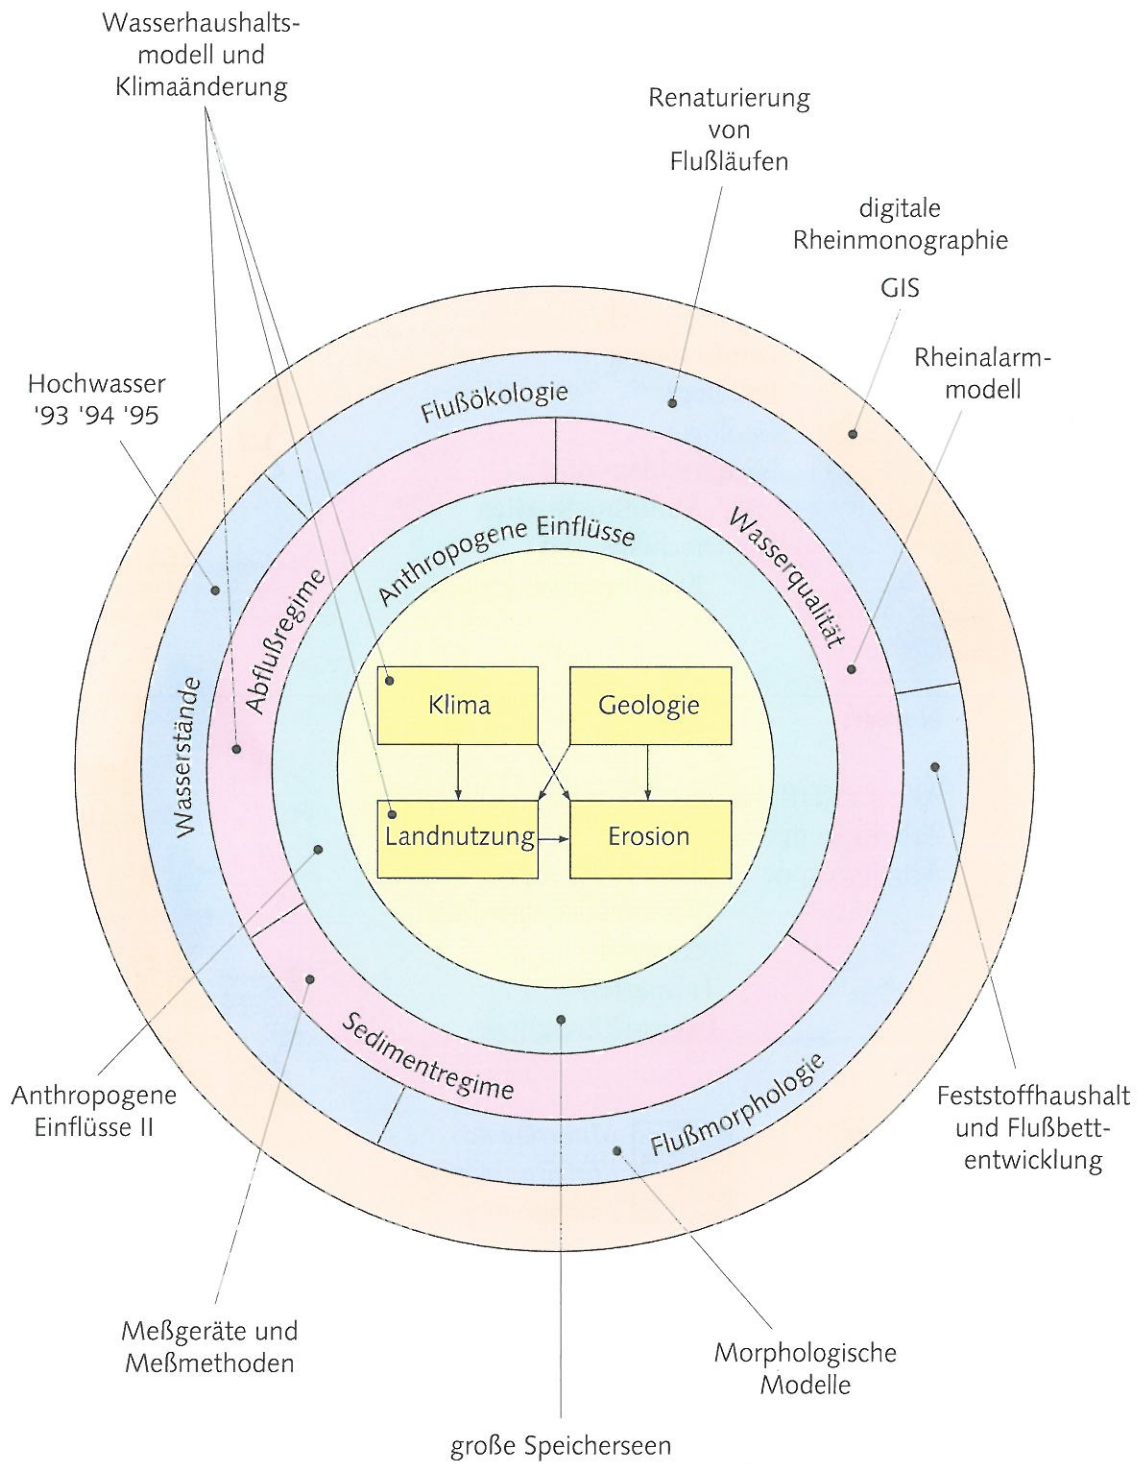 Wasserhaushalts-
modell und
Klimaänderung
Renaturierung
von
Flußläufen
digitale
Rheinmonographie
GIS
Rheinalarm-
modell
Hochwasser
'93 '94 '95
Flußökologie
Wasserqualität
Anthropogene Einflüsse
Abflußregime
Wasserstände
Klima
Geologie
Landnutzung
Erosion
Sedimentregime
Flußmorphologie
Anthropogene
Einflüsse II
Feststoffhaushalt
und Flußbett-
entwicklung
Meßgeräte und
Meßmethoden
Morphologische
Modelle
große Speicherseen